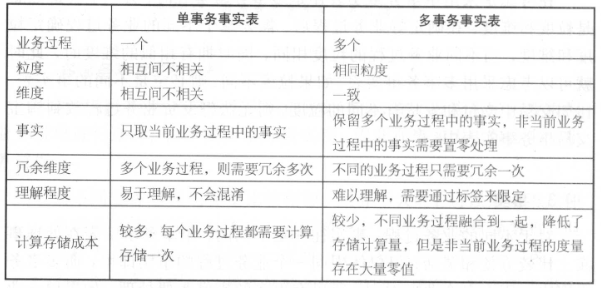 单事务事实表 多事务事实表
业务过程 一个 多个
粒度 相互间不相关 相同粒度
维度 相互间不相关 一致
事实 只取当前业务过程中的事实 保留多个业务过程中的事实，非当前业务
过程中的事实需要置零处理
冗余维度 多个业务过程，则需要冗余多次 不同的业务过程只需要冗余一次
理解程度 易于理解，不会混淆 难以理解，需要通过标签来限定
计算存储成本 较多，每个业务过程都需要计算
存储一次 较少，不同业务过程融合到一起，降低了
存储计算量，但是非当前业务过程的度量
存在大量零值